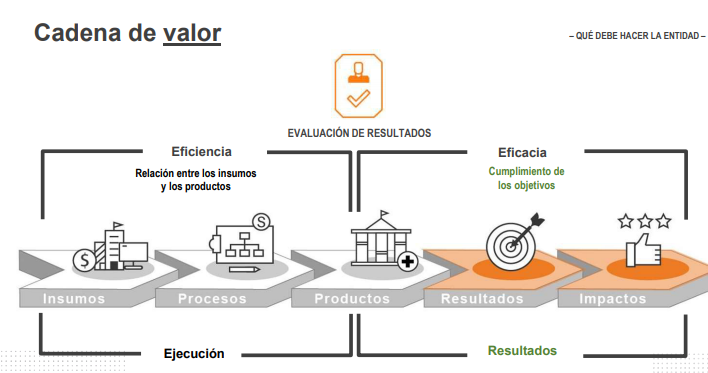 Cadena de valor
– QUÉ DEBE HACER LA ENTIDAD –
EVALUACIÓN DE RESULTADOS
Eficiencia
Relación entre los insumos
y los productos
Eficacia
Cumplimiento de
los objetivos
$
S
Insumos
Procesos
Productos
Resultados
Impactos
Ejecución
Resultados